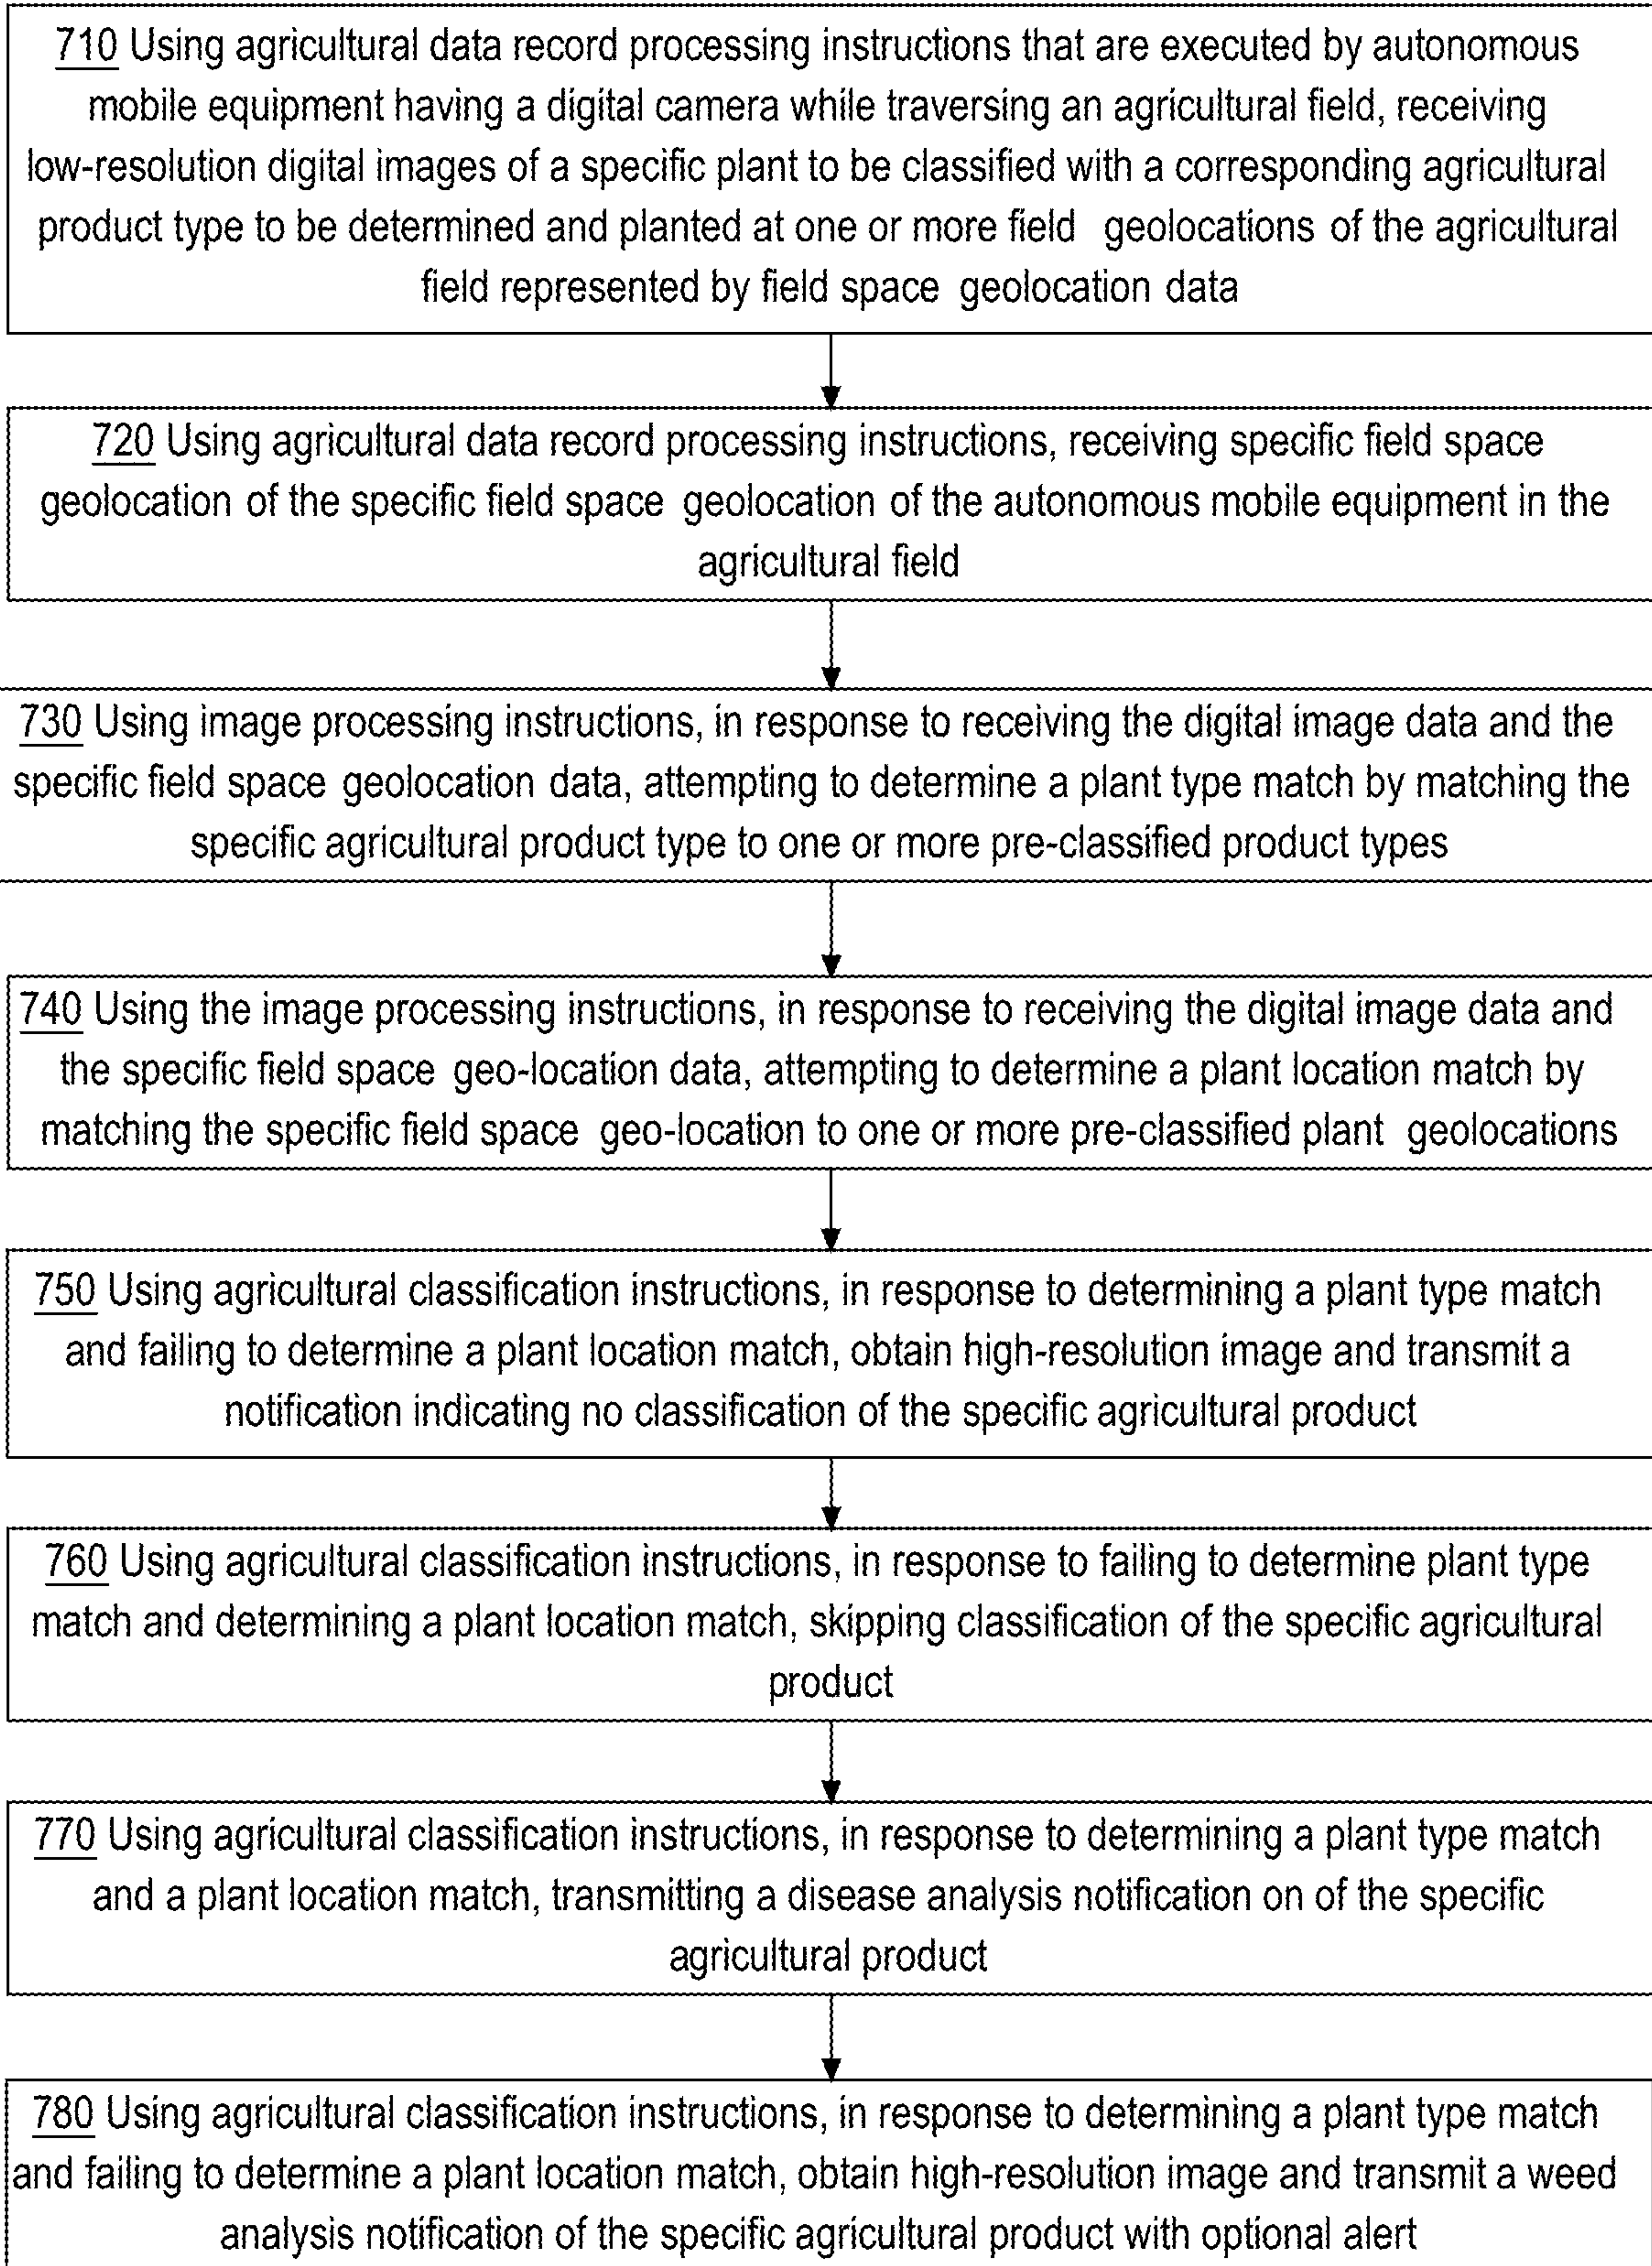 710 Using agricultural data record processing instructions that are executed by autonomous
mobile equipment having a digital camera while traversing an agricultural field, receiving
low-resolution digital images of a specific plant to be classified with a corresponding agricultural
product type to be determined and planted at one or more field geolocations of the agricultural
field represented by field space geolocation data
720 Using agricultural data record processing instructions, receiving specific field space
geolocation of the specific field space geolocation of the autonomous mobile equipment in the
agricultural field
730 Using image processing instructions, in response to receiving the digital image data and the
specific field space geolocation data, attempting to determine a plant type match by matching the
specific agricultural product type to one or more pre-classified product types
740 Using the image processing instructions, in response to receiving the digital image data and
the specific field space geo-location data, attempting to determine a plant location match by
matching the specific field space geo-location to one or more pre-classified plant geolocations
750 Using agricultural classification instructions, in response to determining a plant type match
and failing to determine a plant location match, obtain high-resolution image and transmit a
notification indicating no classification of the specific agricultural product
760 Using agricultural classification instructions, in response to failing to determine plant type
match and determining a plant location match, skipping classification of the specific agricultural
product
770 Using agricultural classification instructions, in response to determining a plant type match
and a plant location match, transmitting a disease analysis notification on of the specific
agricultural product
780 Using agricultural classification instructions, in response to determining a plant type match
and failing to determine a plant location match, obtain high-resolution image and transmit a weed
analysis notification of the specific agricultural product with optional alert